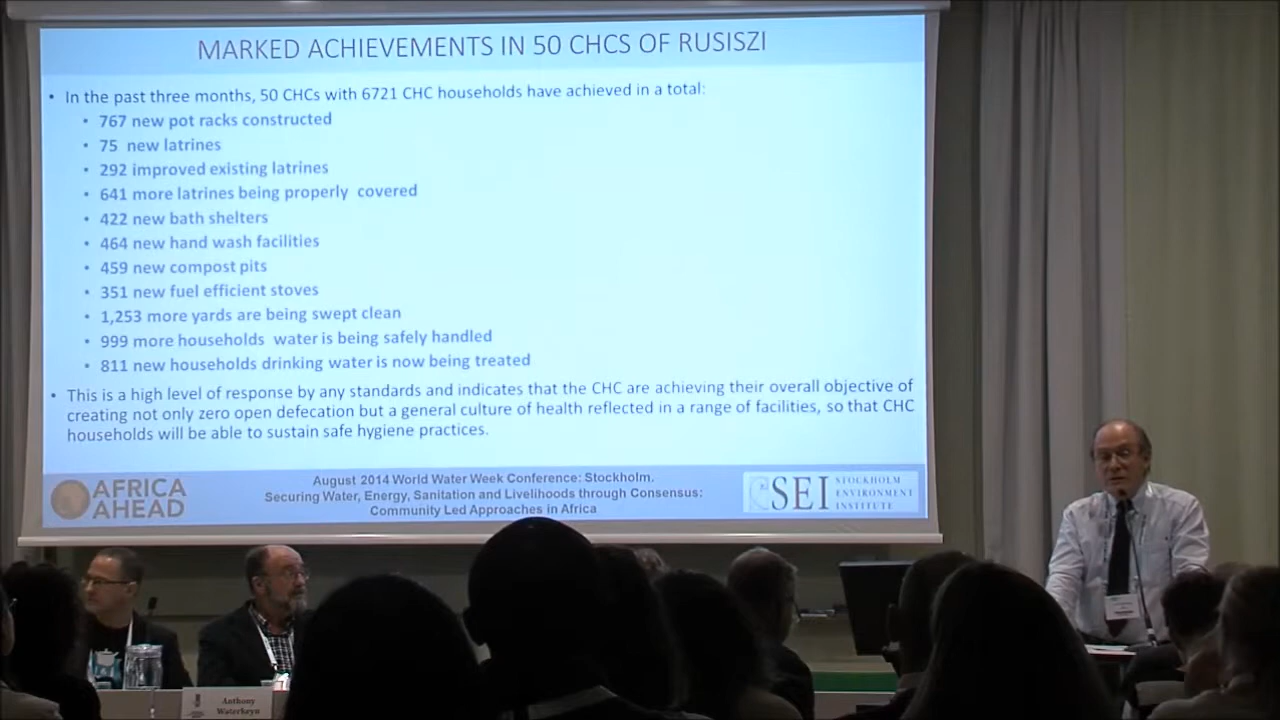 MARKED ACHIEVEMENTS IN 50 CHCS OF RUSISZI
• In the past three months, 50 CHCs with 6721 CHC households have achieved in a total:
• 767 new pot racks constructed
• 75 new latrines
• 292 improved existing latrines
• 641 more latrines being properly covered
• 422 new bath shelters
• 464 new hand wash facilities
• 459 new compost pits
• 351 new fuel efficient stoves
• 1,253 more yards are being swept clean
• 999 more households water is being safely handled
• 811 new households drinking water is now being treated
• This is a high level of response by any standards and indicates that the CHC are achieving their overall objective of
creating not only zero open defecation but a general culture of health reflected in a range of facilities, so that CHC
households will be able to sustain safe hygiene practices.
AFRICA
AHEAD
August 2014 World Water Week Conference: Stockholm.
Securing Water, Energy, Sanitation and Livelihoods through Consensus:
Community Led Approaches in Africa
SEI
STOCKHOLM
ENVIRONMENT
INSTITUTE
Anthony
Waterkeyn